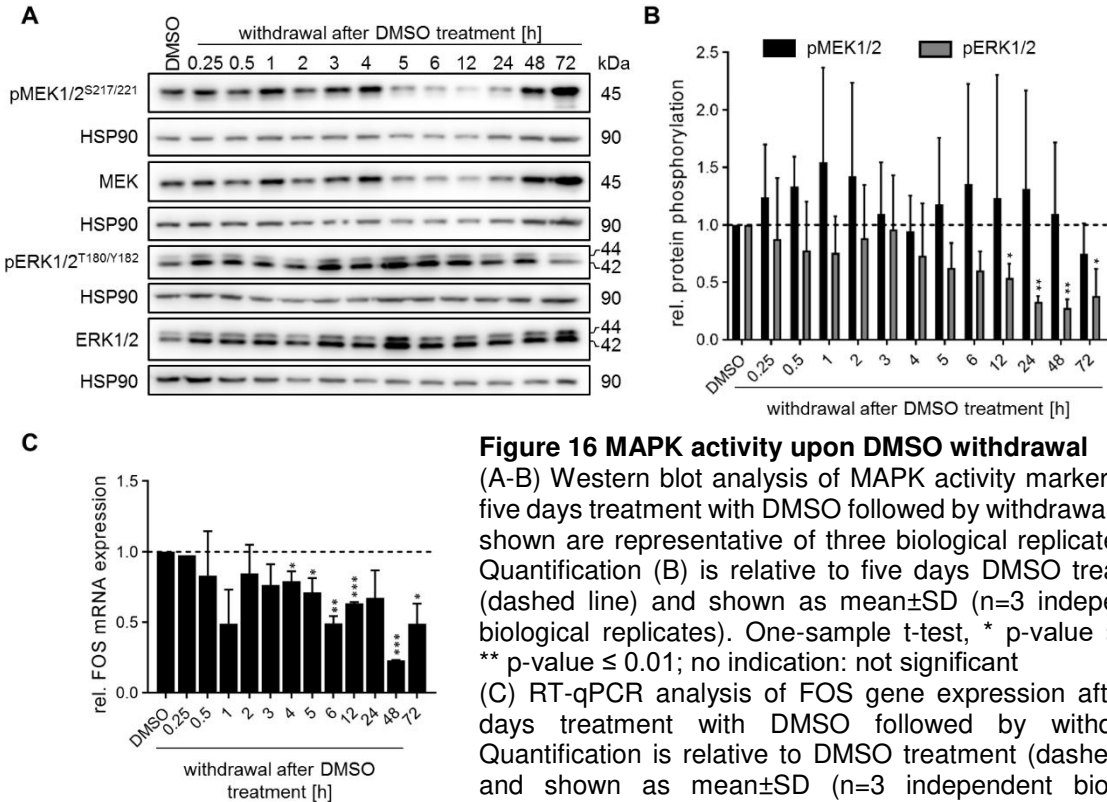 A
DMSO
withdrawal after DMSO treatment [h]
0.25 0.5 1 2 3 4 5 6 12 24 48 72 kDa
pMEK1/2S217/221 45
HSP90 90
MEK 45
HSP90 90
pERK1/2T180/Y182 44
42
HSP90 90
ERK1/2 44
42
HSP90 90
B
pMEK1/2 pERK1/2
rel. protein phosphorylation
2.5
2.0
1.5
1.0
0.5
0.0
* ** ** *
DMSO 0.25 0.5 1 2 3 4 5 6 12 24 48 72
withdrawal after DMSO treatment [h]
C
rel. FOS mRNA expression
1.5
1.0
0.5
0.0
* * ** *** *** *
DMSO 0.25 0.5 1 2 3 4 5 6 12 24 48 72
withdrawal after DMSO
treatment [h]
Figure 16 MAPK activity upon DMSO withdrawal
(A-B) Western blot analysis of MAPK activity marker
five days treatment with DMSO followed by withdrawa
shown are representative of three biological replicate
Quantification (B) is relative to five days DMSO trea
(dashed line) and shown as mean±SD (n=3 indepe
biological replicates). One-sample t-test, * p-value
** p-value ≤ 0.01; no indication: not significant
(C) RT-qPCR analysis of FOS gene expression aft
days treatment with DMSO followed by withd
Quantification is relative to DMSO treatment (dashe
and shown as mean±SD (n=3 independent bio